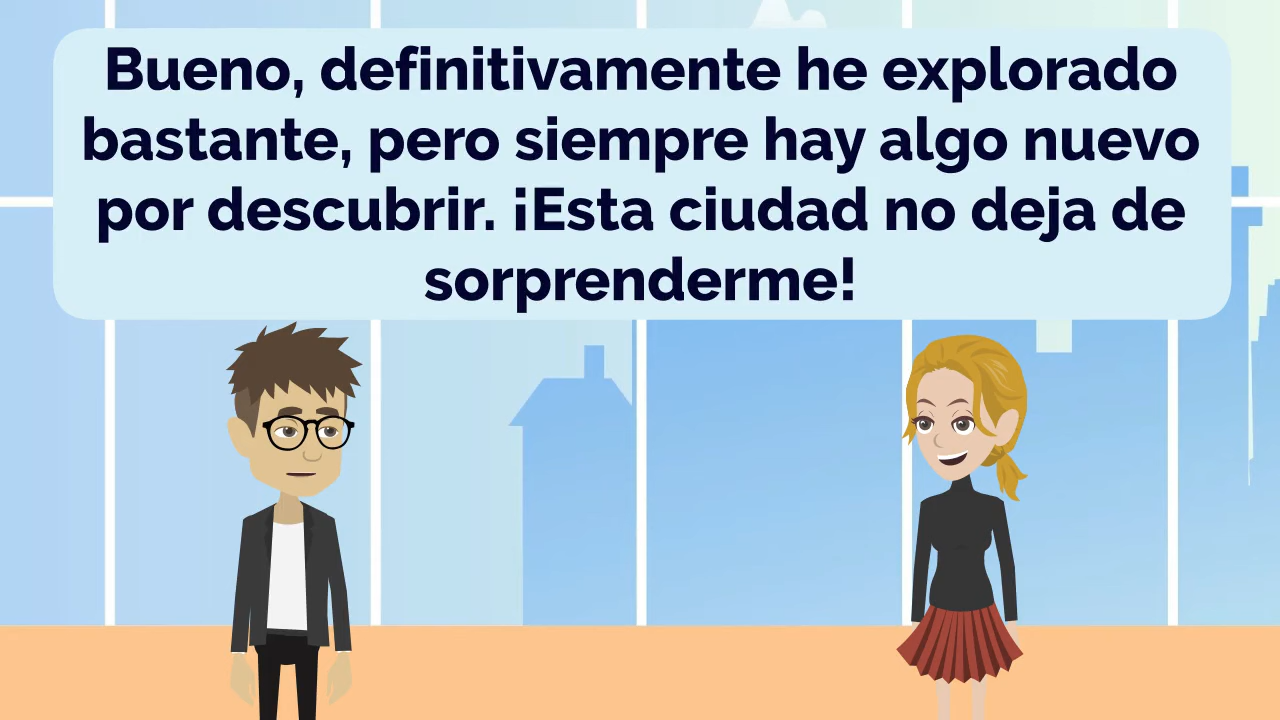 Bueno, definitivamente he explorado
bastante, pero siempre hay algo nuevo
por descubrir. ¡Esta ciudad no deja de
sorprenderme!